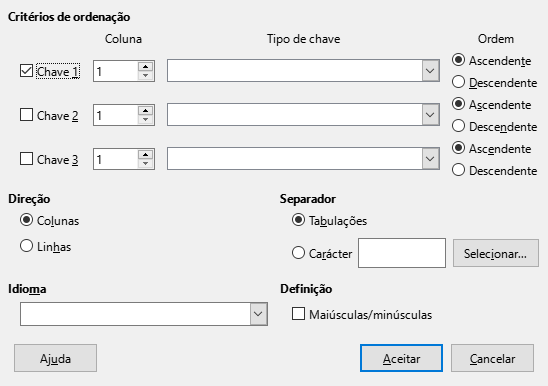 Critérios de ordenação
Coluna Tipo de chave Ordem
Chave 1 1 Ascendente
Descendente
Chave 2 1 Ascendente
Descendente
Chave 3 1 Ascendente
Descendente
Direção Separador
Colunas Tabulações
Linhas Carácter Selecionar...
Idioma Definição
Maiúsculas/minúsculas
Ajuda Aceitar Cancelar